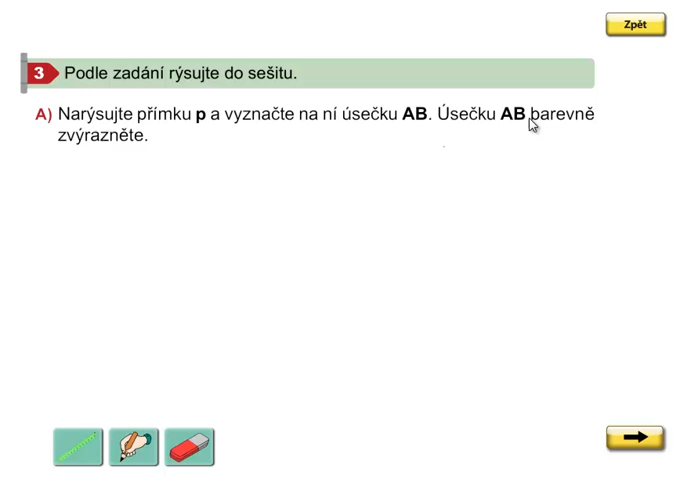 Zpět
3 Podle zadání rýsujte do sešitu.
A) Narýsujte přímku p a vyznačte na ní úsečku AB. Úsečku AB barevně
zvýrazněte.